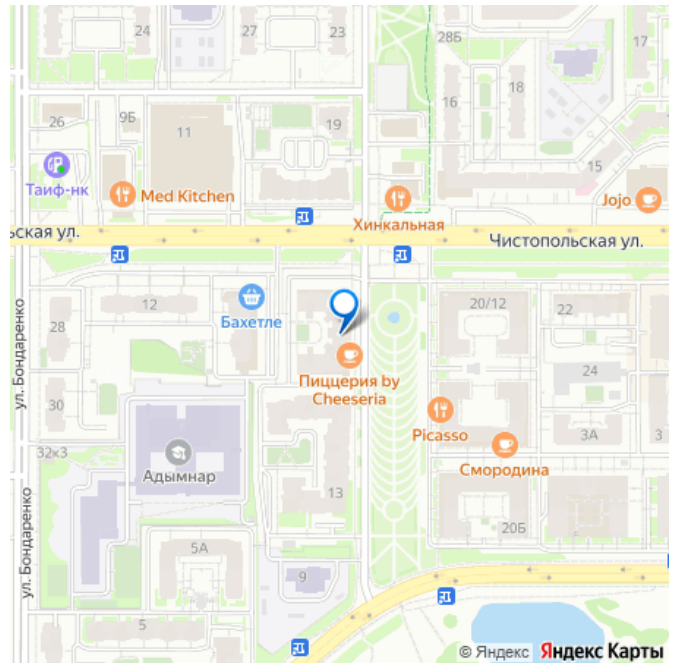 24
27
23
28Б
17
18
16
26
9Б
11
19
15
Таиф-нк
Med Kitchen
Хинкальная
Jojo
ьская ул.
Чистопольская ул.
ул. Бондаренко
12
Бахетле
20/12
22
28
Пиццерия by
Cheeseria
24
30
Picasso
3А
3
32к3
Адымнар
Смородина
13
20Б
ул. Бондаренко
5А
9
5
© Яндекс Яндекс Карты